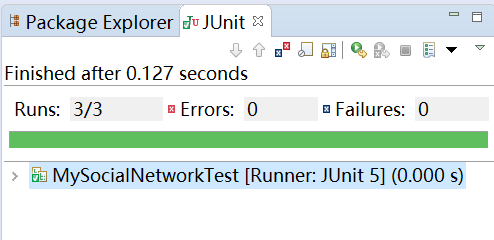 Package Explorer JUnit
Finished after 0.127 seconds
Runs: 3/3 Errors: 0 Failures: 0
MySocialNetworkTest [Runner: JUnit 5] (0.000 s)